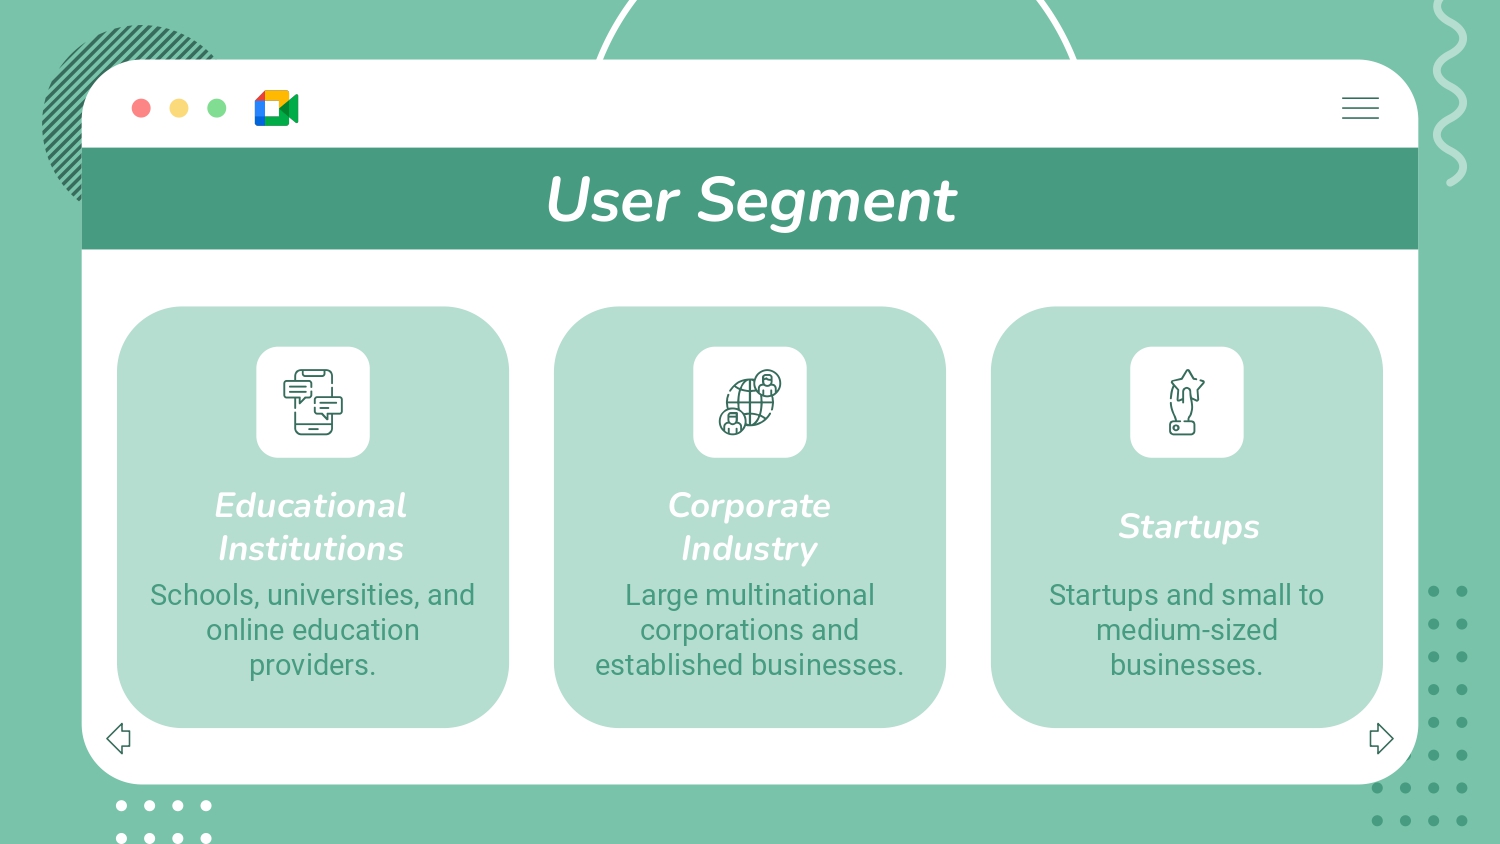 User Segment
Educational
Institutions
Schools, universities, and
online education
providers.
Corporate
Industry
Large multinational
corporations and
established businesses.
Startups
Startups and small to
medium-sized
businesses.